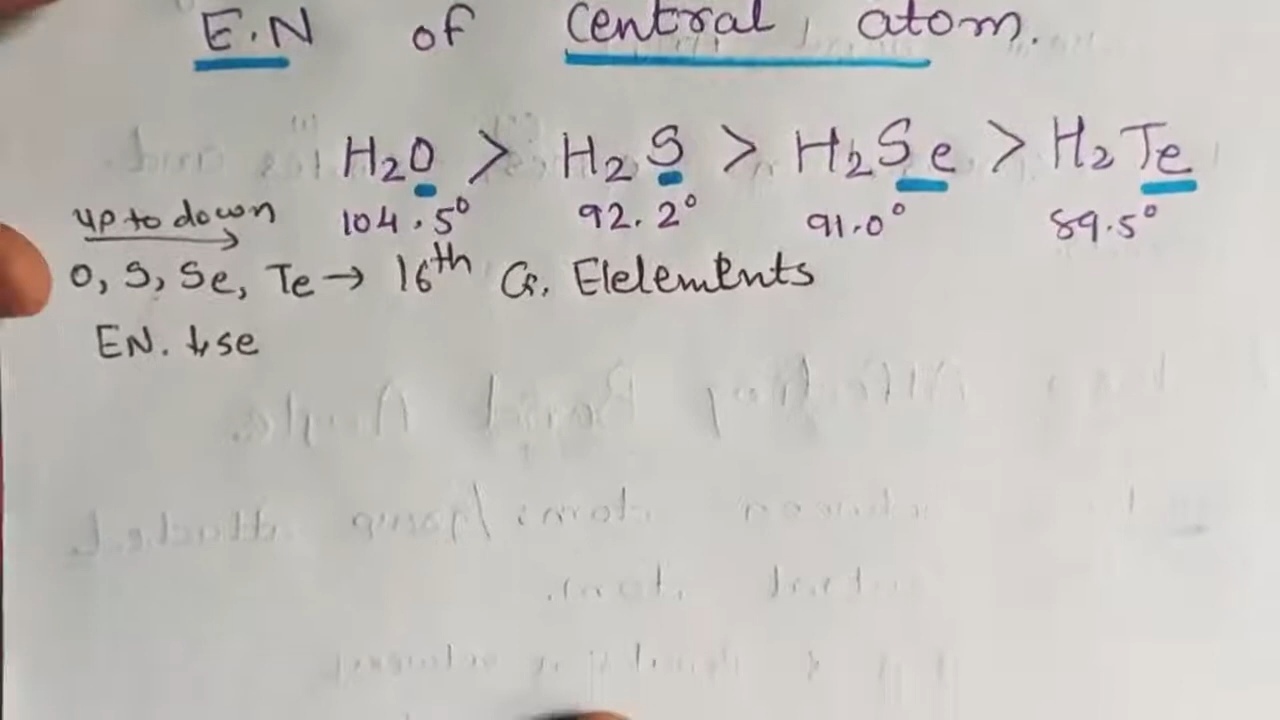 E.N of Central atom.
H2O > H2S > H2Se > H2Te
104.5° 92.2° 91.0° 89.5°
up to down
O, S, Se, Te → 16th Gr. Elelements
EN. ↓se